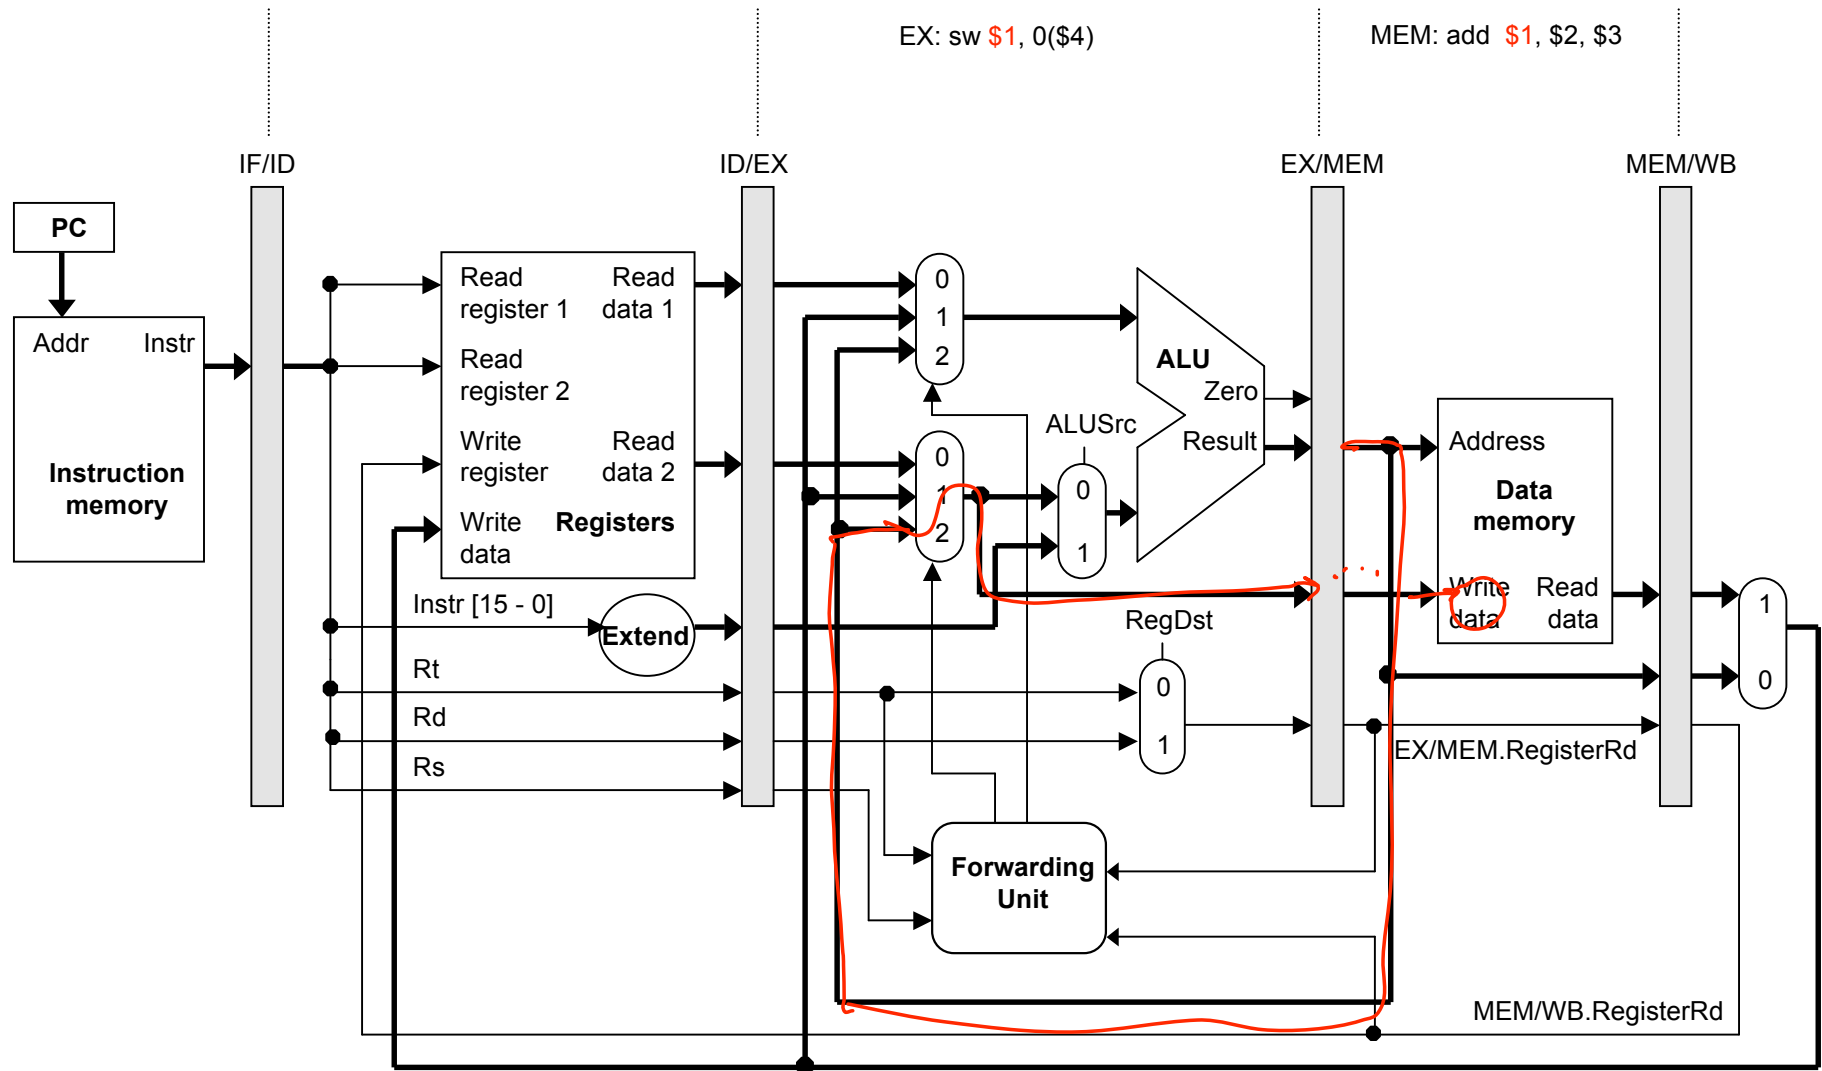 EX: sw $1, 0($4)
MEM: add $1, $2, $3
IF/ID
ID/EX
EX/MEM
MEM/WB
PC
Addr
Instr
Instruction
memory
Read
register 1
Read
data 1
Read
register 2
Write
register
Read
data 2
Write
data
Registers
Instr [15 - 0]
Extend
Rt
Rd
Rs
0
1
2
0
1
2
ALUSrc
0
1
ALU
Zero
Result
RegDst
0
1
Forwarding
Unit
Address
Data
memory
Write
data
Read
data
1
0
EX/MEM.RegisterRd
MEM/WB.RegisterRd